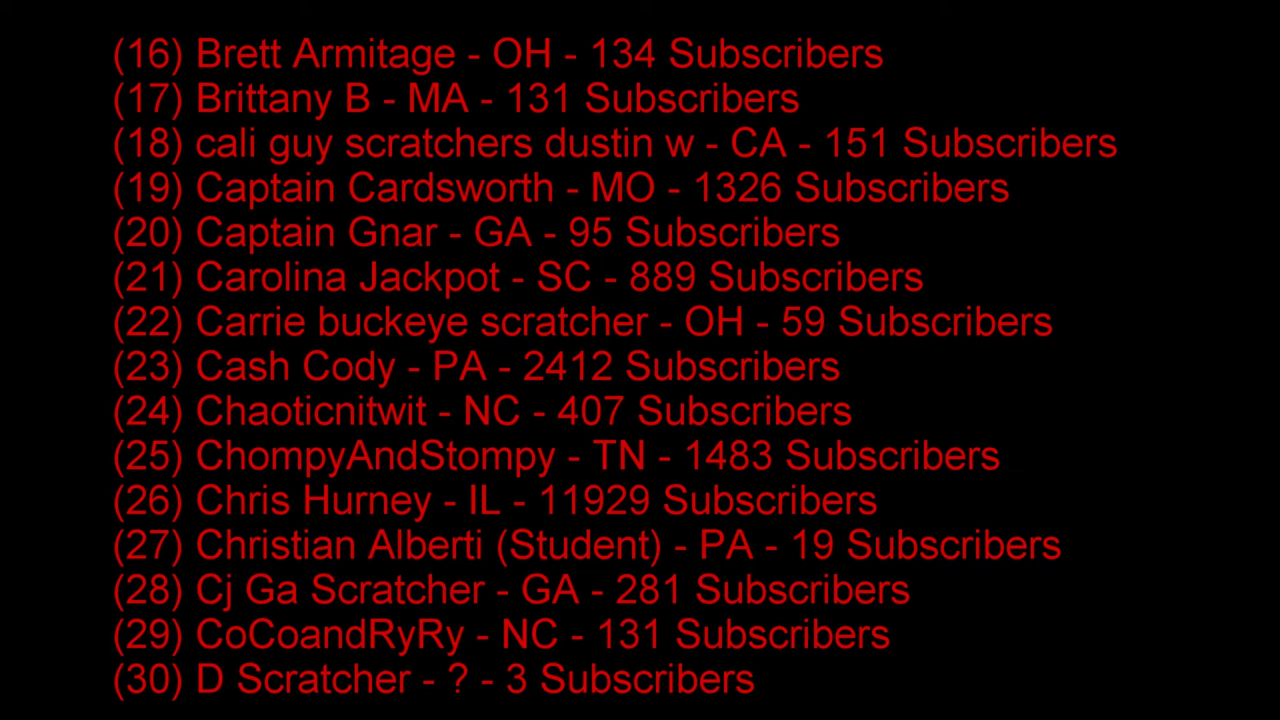 (16) Brett Armitage - OH - 134 Subscribers
(17) Brittany B - MA - 131 Subscribers
(18) cali guy scratchers dustin w - CA - 151 Subscribers
(19) Captain Cardsworth - MO - 1326 Subscribers
(20) Captain Gnar - GA - 95 Subscribers
(21) Carolina Jackpot - SC - 889 Subscribers
(22) Carrie buckeye scratcher - OH - 59 Subscribers
(23) Cash Cody - PA - 2412 Subscribers
(24) Chaoticnitwit - NC - 407 Subscribers
(25) ChompyAndStompy - TN - 1483 Subscribers
(26) Chris Hurney - IL - 11929 Subscribers
(27) Christian Alberti (Student) - PA - 19 Subscribers
(28) Cj Ga Scratcher - GA - 281 Subscribers
(29) CoCoandRyRy - NC - 131 Subscribers
(30) D Scratcher - ? - 3 Subscribers